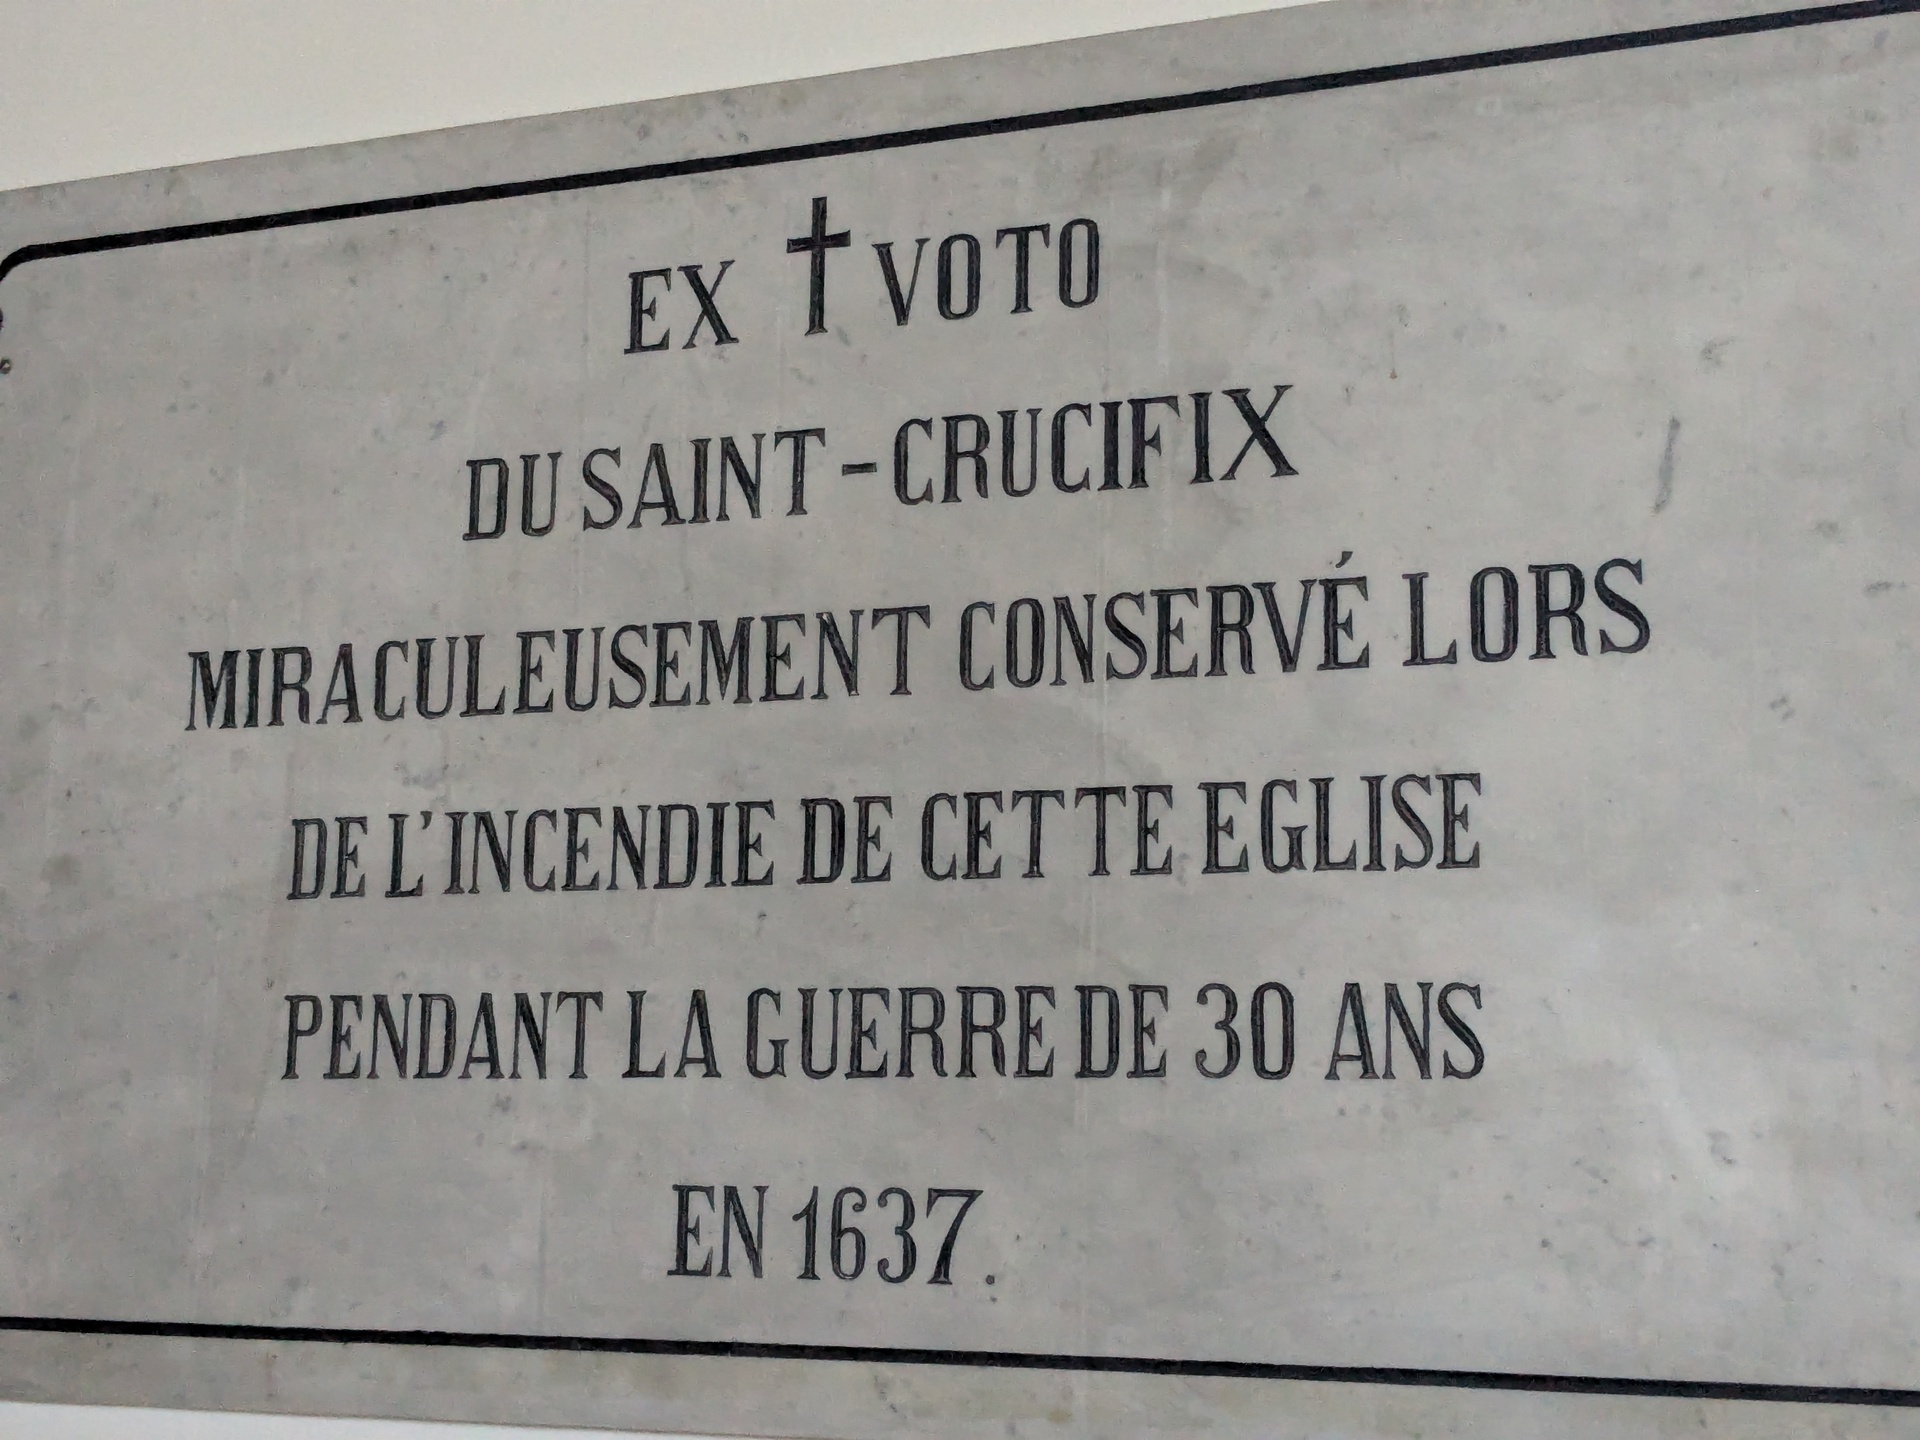 EX † VOTO
DU SAINT-CRUCIFIX
MIRACULEUSEMENT CONSERVÉ LORS
DE L'INCENDIE DE CETTE EGLISE
PENDANT LA GUERRE DE 30 ANS
EN 1637.